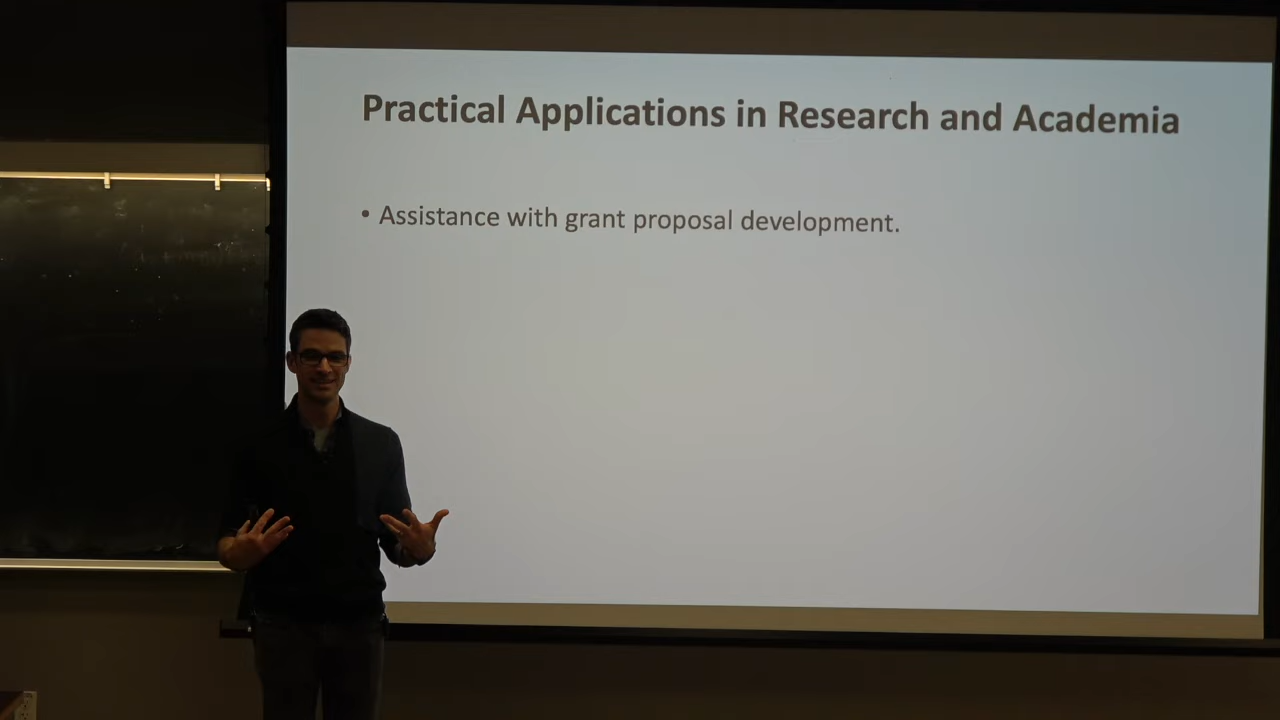 Practical Applications in Research and Academia
• Assistance with grant proposal development.